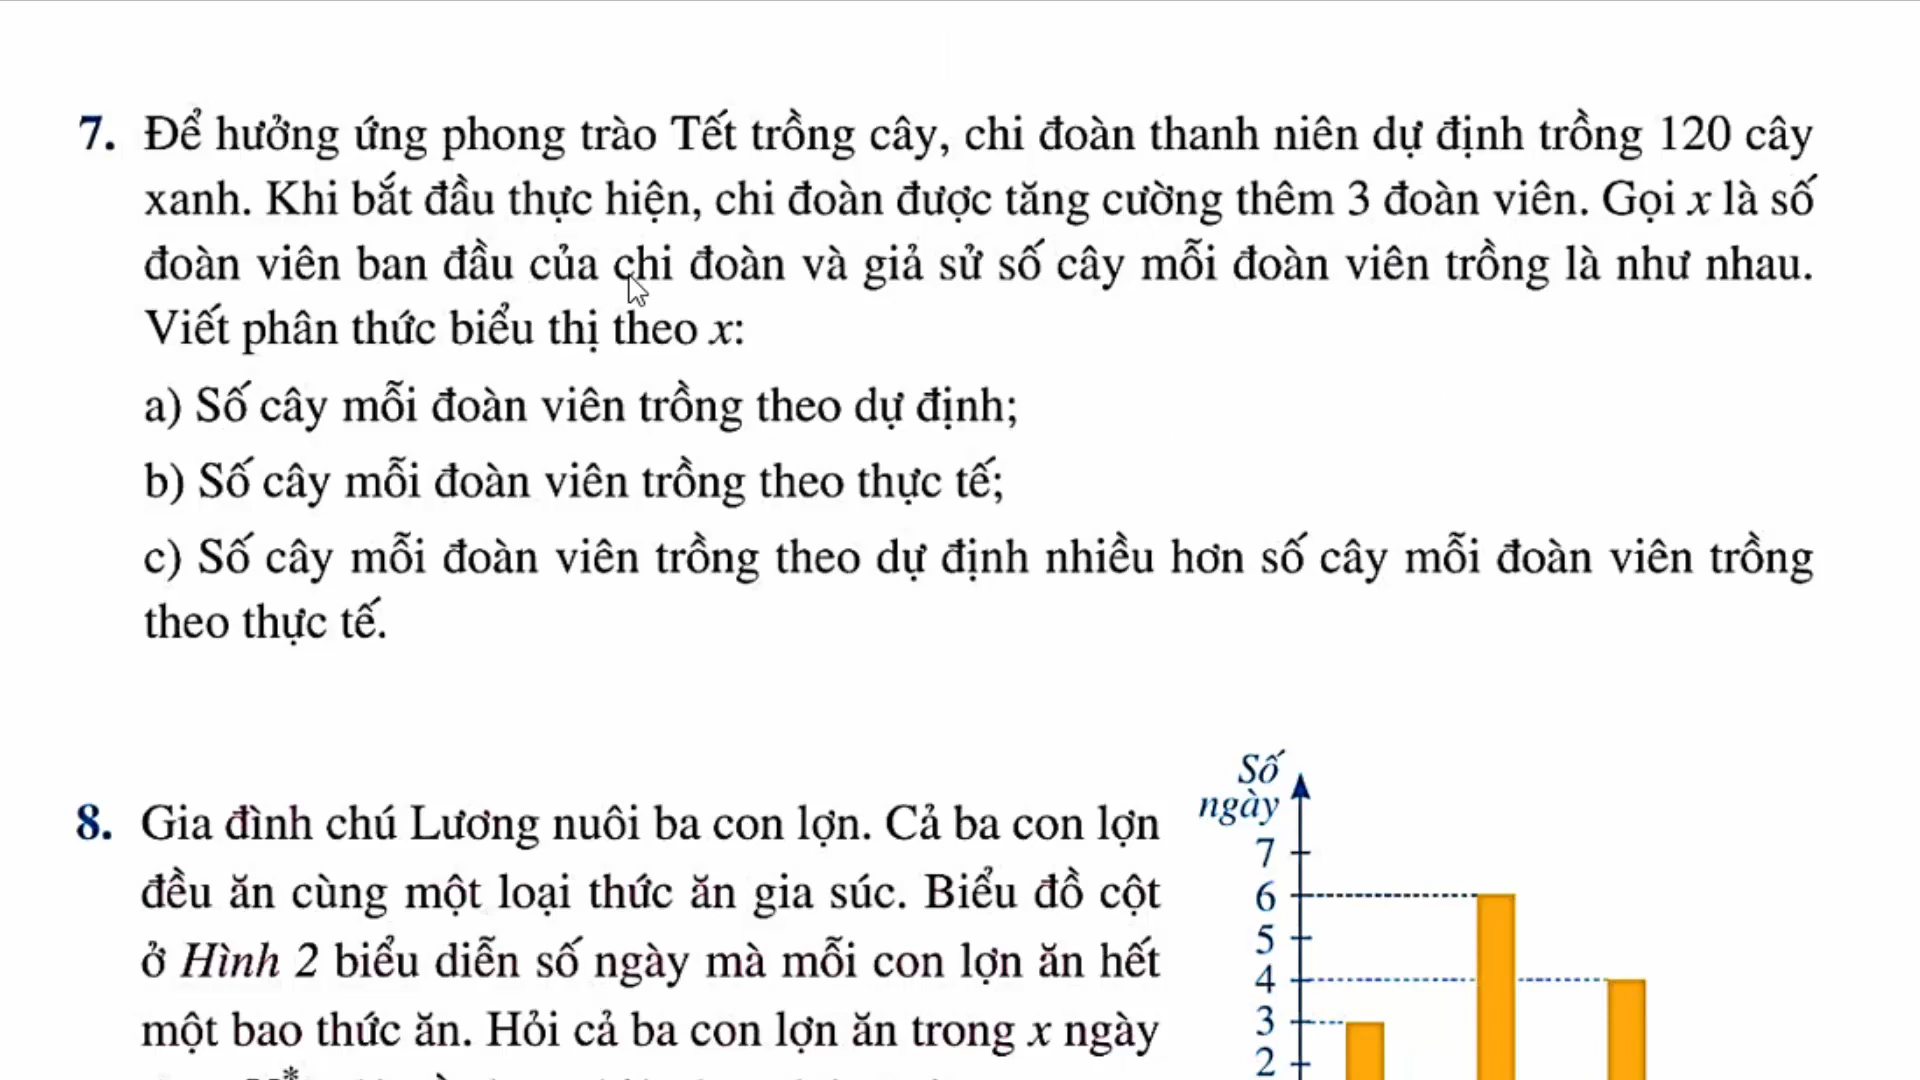 7. Để hưởng ứng phong trào Tết trồng cây, chi đoàn thanh niên dự định trồng 120 cây
xanh. Khi bắt đầu thực hiện, chi đoàn được tăng cường thêm 3 đoàn viên. Gọi x là số
đoàn viên ban đầu của chi đoàn và giả sử số cây mỗi đoàn viên trồng là như nhau.
Viết phân thức biểu thị theo x:
a) Số cây mỗi đoàn viên trồng theo dự định;
b) Số cây mỗi đoàn viên trồng theo thực tế;
c) Số cây mỗi đoàn viên trồng theo dự định nhiều hơn số cây mỗi đoàn viên trồng
theo thực tế.
8. Gia đình chú Lương nuôi ba con lợn. Cả ba con lợn
đều ăn cùng một loại thức ăn gia súc. Biểu đồ cột
ở Hình 2 biểu diễn số ngày mà mỗi con lợn ăn hết
một bao thức ăn. Hỏi cả ba con lợn ăn trong x ngày
Số
ngày
7
6
5
4
3
2